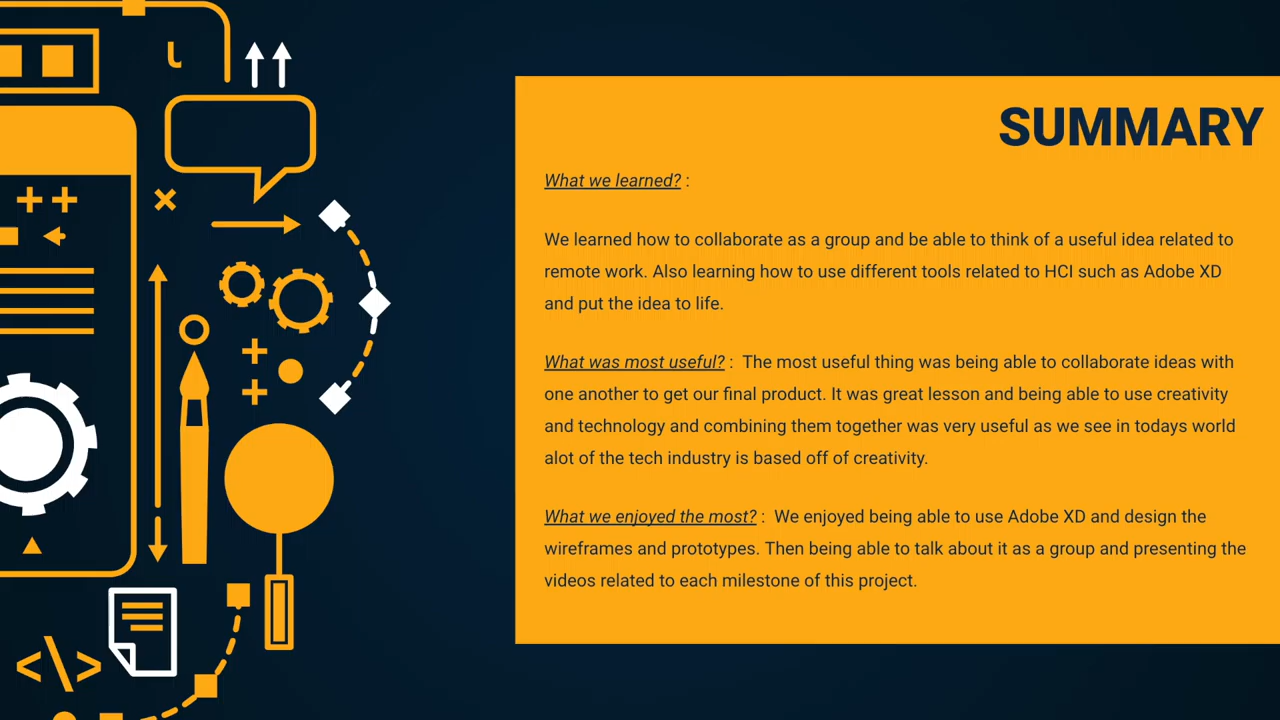 SUMMARY
What we learned? :
We learned how to collaborate as a group and be able to think of a useful idea related to
remote work. Also learning how to use different tools related to HCI such as Adobe XD
and put the idea to life.
What was most useful? : The most useful thing was being able to collaborate ideas with
one another to get our final product. It was great lesson and being able to use creativity
and technology and combining them together was very useful as we see in todays world
alot of the tech industry is based off of creativity.
What we enjoyed the most? : We enjoyed being able to use Adobe XD and design the
wireframes and prototypes. Then being able to talk about it as a group and presenting the
videos related to each milestone of this project.